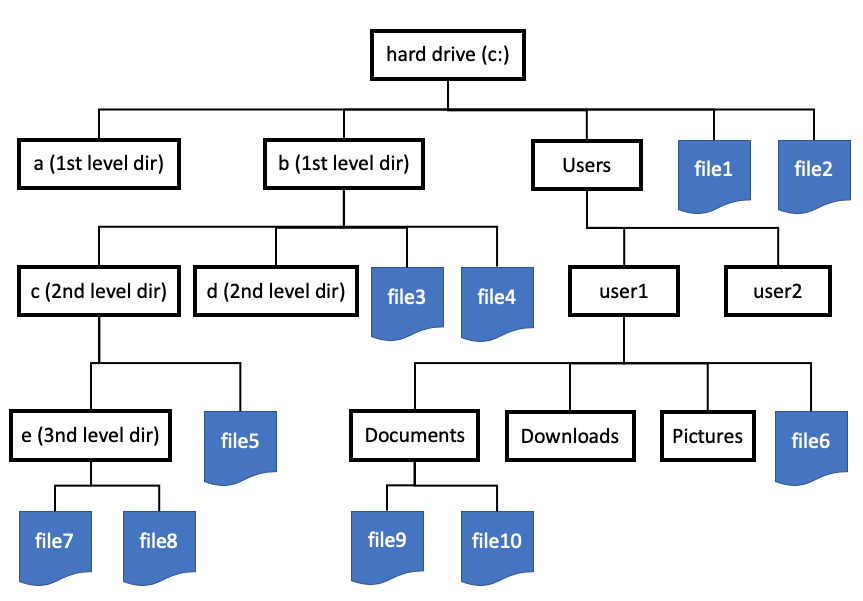 hard drive (c:)
a (1st level dir)
b (1st level dir)
Users
file1
file2
c (2nd level dir)
d (2nd level dir)
file3
file4
user1
user2
e (3nd level dir)
file5
Documents
Downloads
Pictures
file6
file7
file8
file9
file10